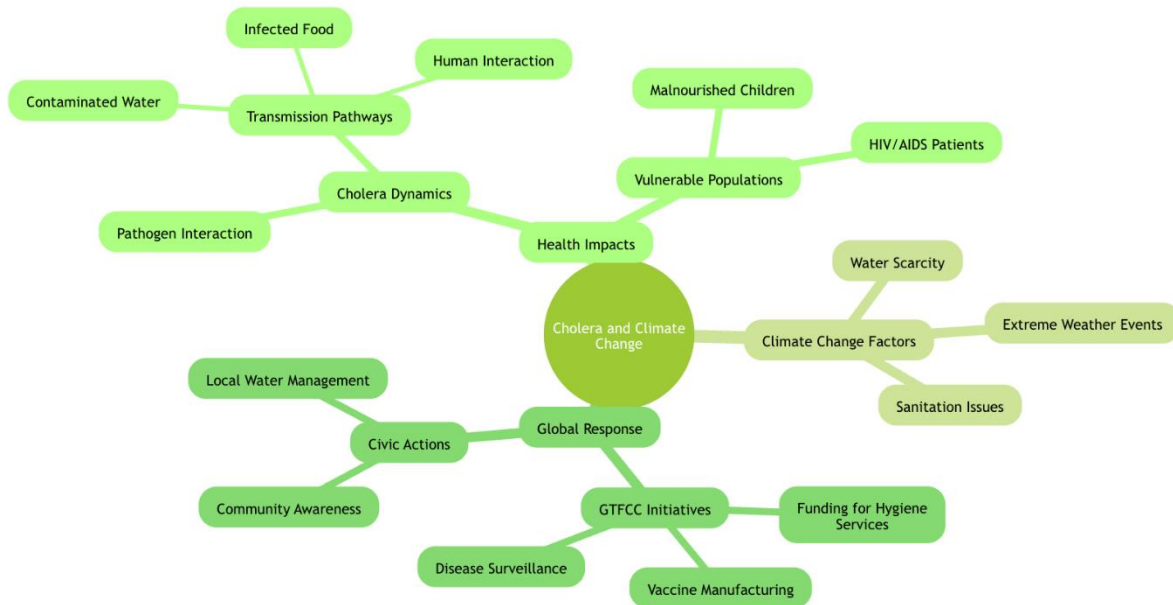 Infected Food
Human Interaction
Contaminated Water
Transmission Pathways
Cholera Dynamics
Pathogen Interaction
Health Impacts
Malnourished Children
HIV/AIDS Patients
Vulnerable Populations
Water Scarcity
Cholera and Climate
Change
Climate Change Factors
Extreme Weather Events
Sanitation Issues
Local Water Management
Global Response
Civic Actions
Community Awareness
GTFCC Initiatives
Funding for Hygiene
Services
Disease Surveillance
Vaccine Manufacturing